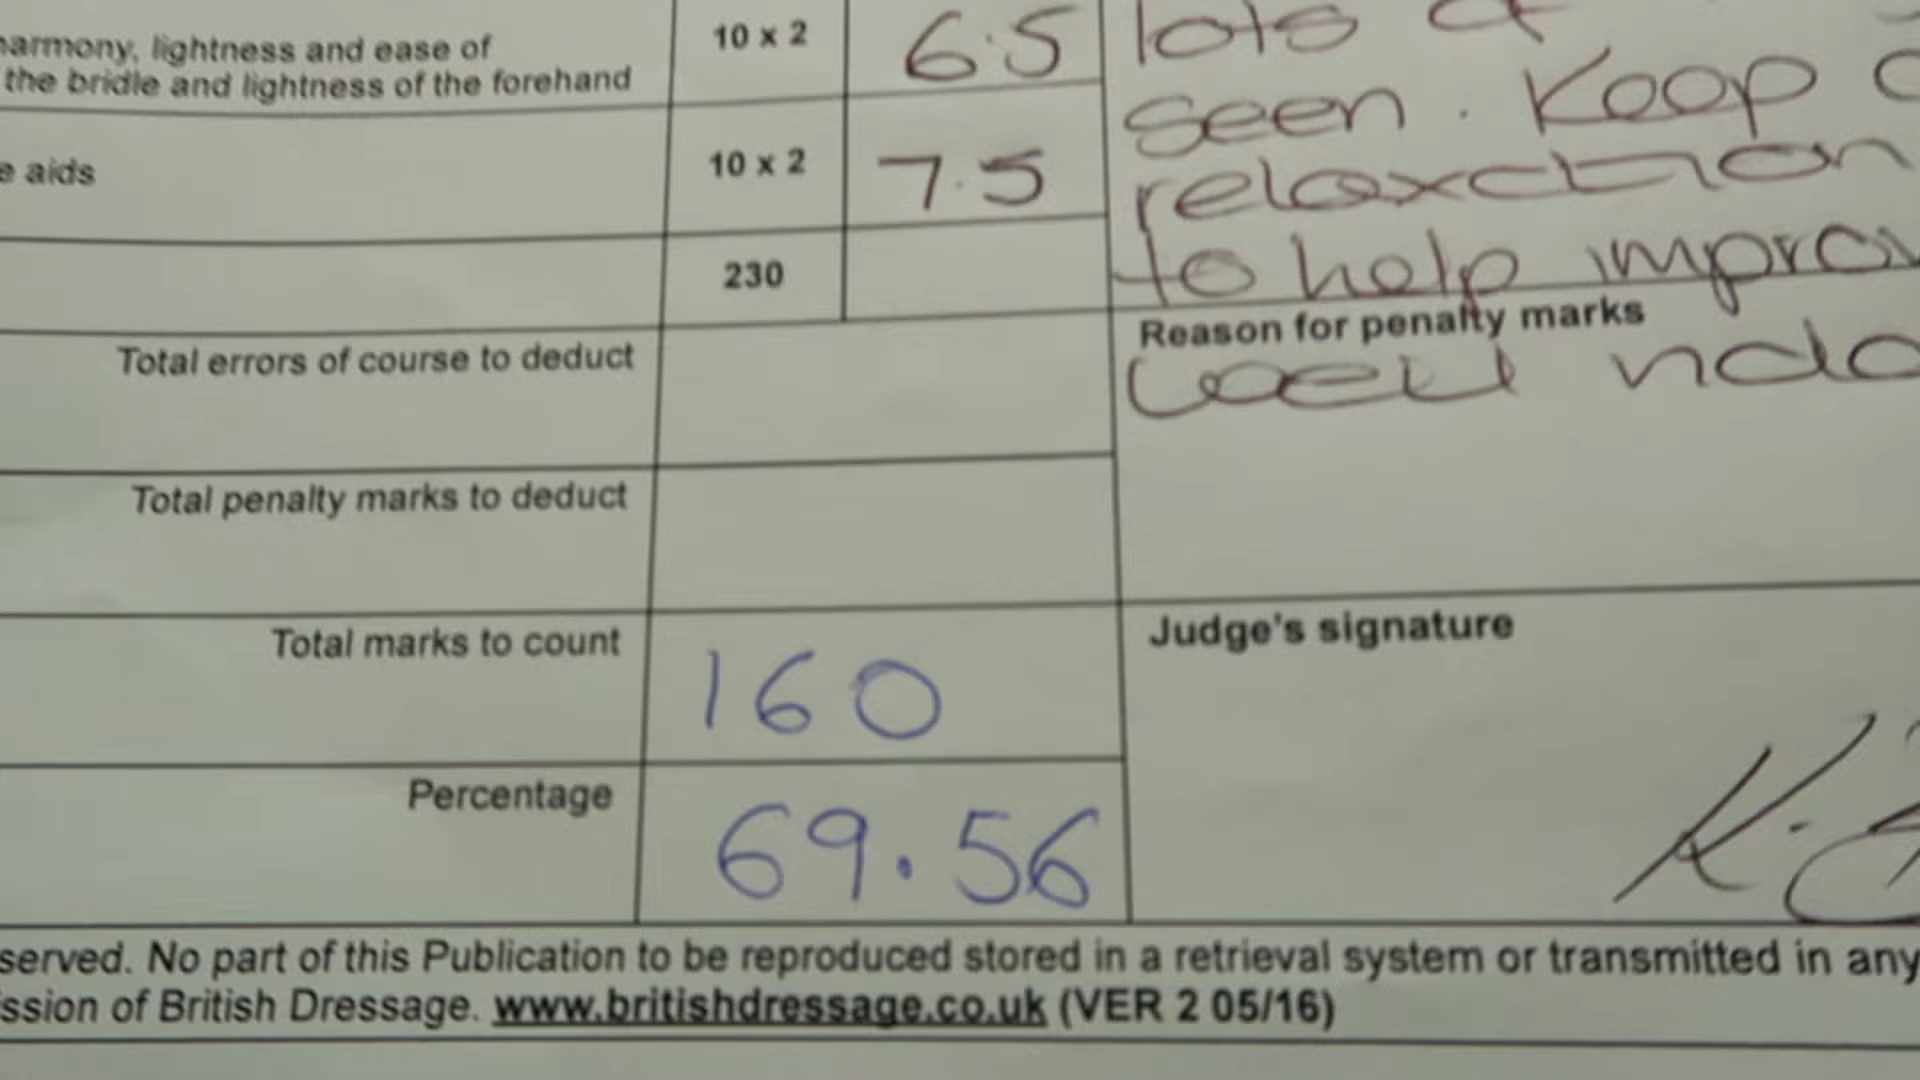 harmony, lightness and ease of
the bridle and lightness of the forehand
10 x 2
6.5
lots of
seen. Keep
e aids
10 x 2
7.5
relaxation
230
to help improv
Total errors of course to deduct
Reason for penalty marks
well
Total penalty marks to deduct
Total marks to count
160
Judge's signature
Percentage
69.56
K.
served. No part of this Publication to be reproduced stored in a retrieval system or transmitted in any
ssion of British Dressage. www.britishdressage.co.uk (VER 2 05/16)